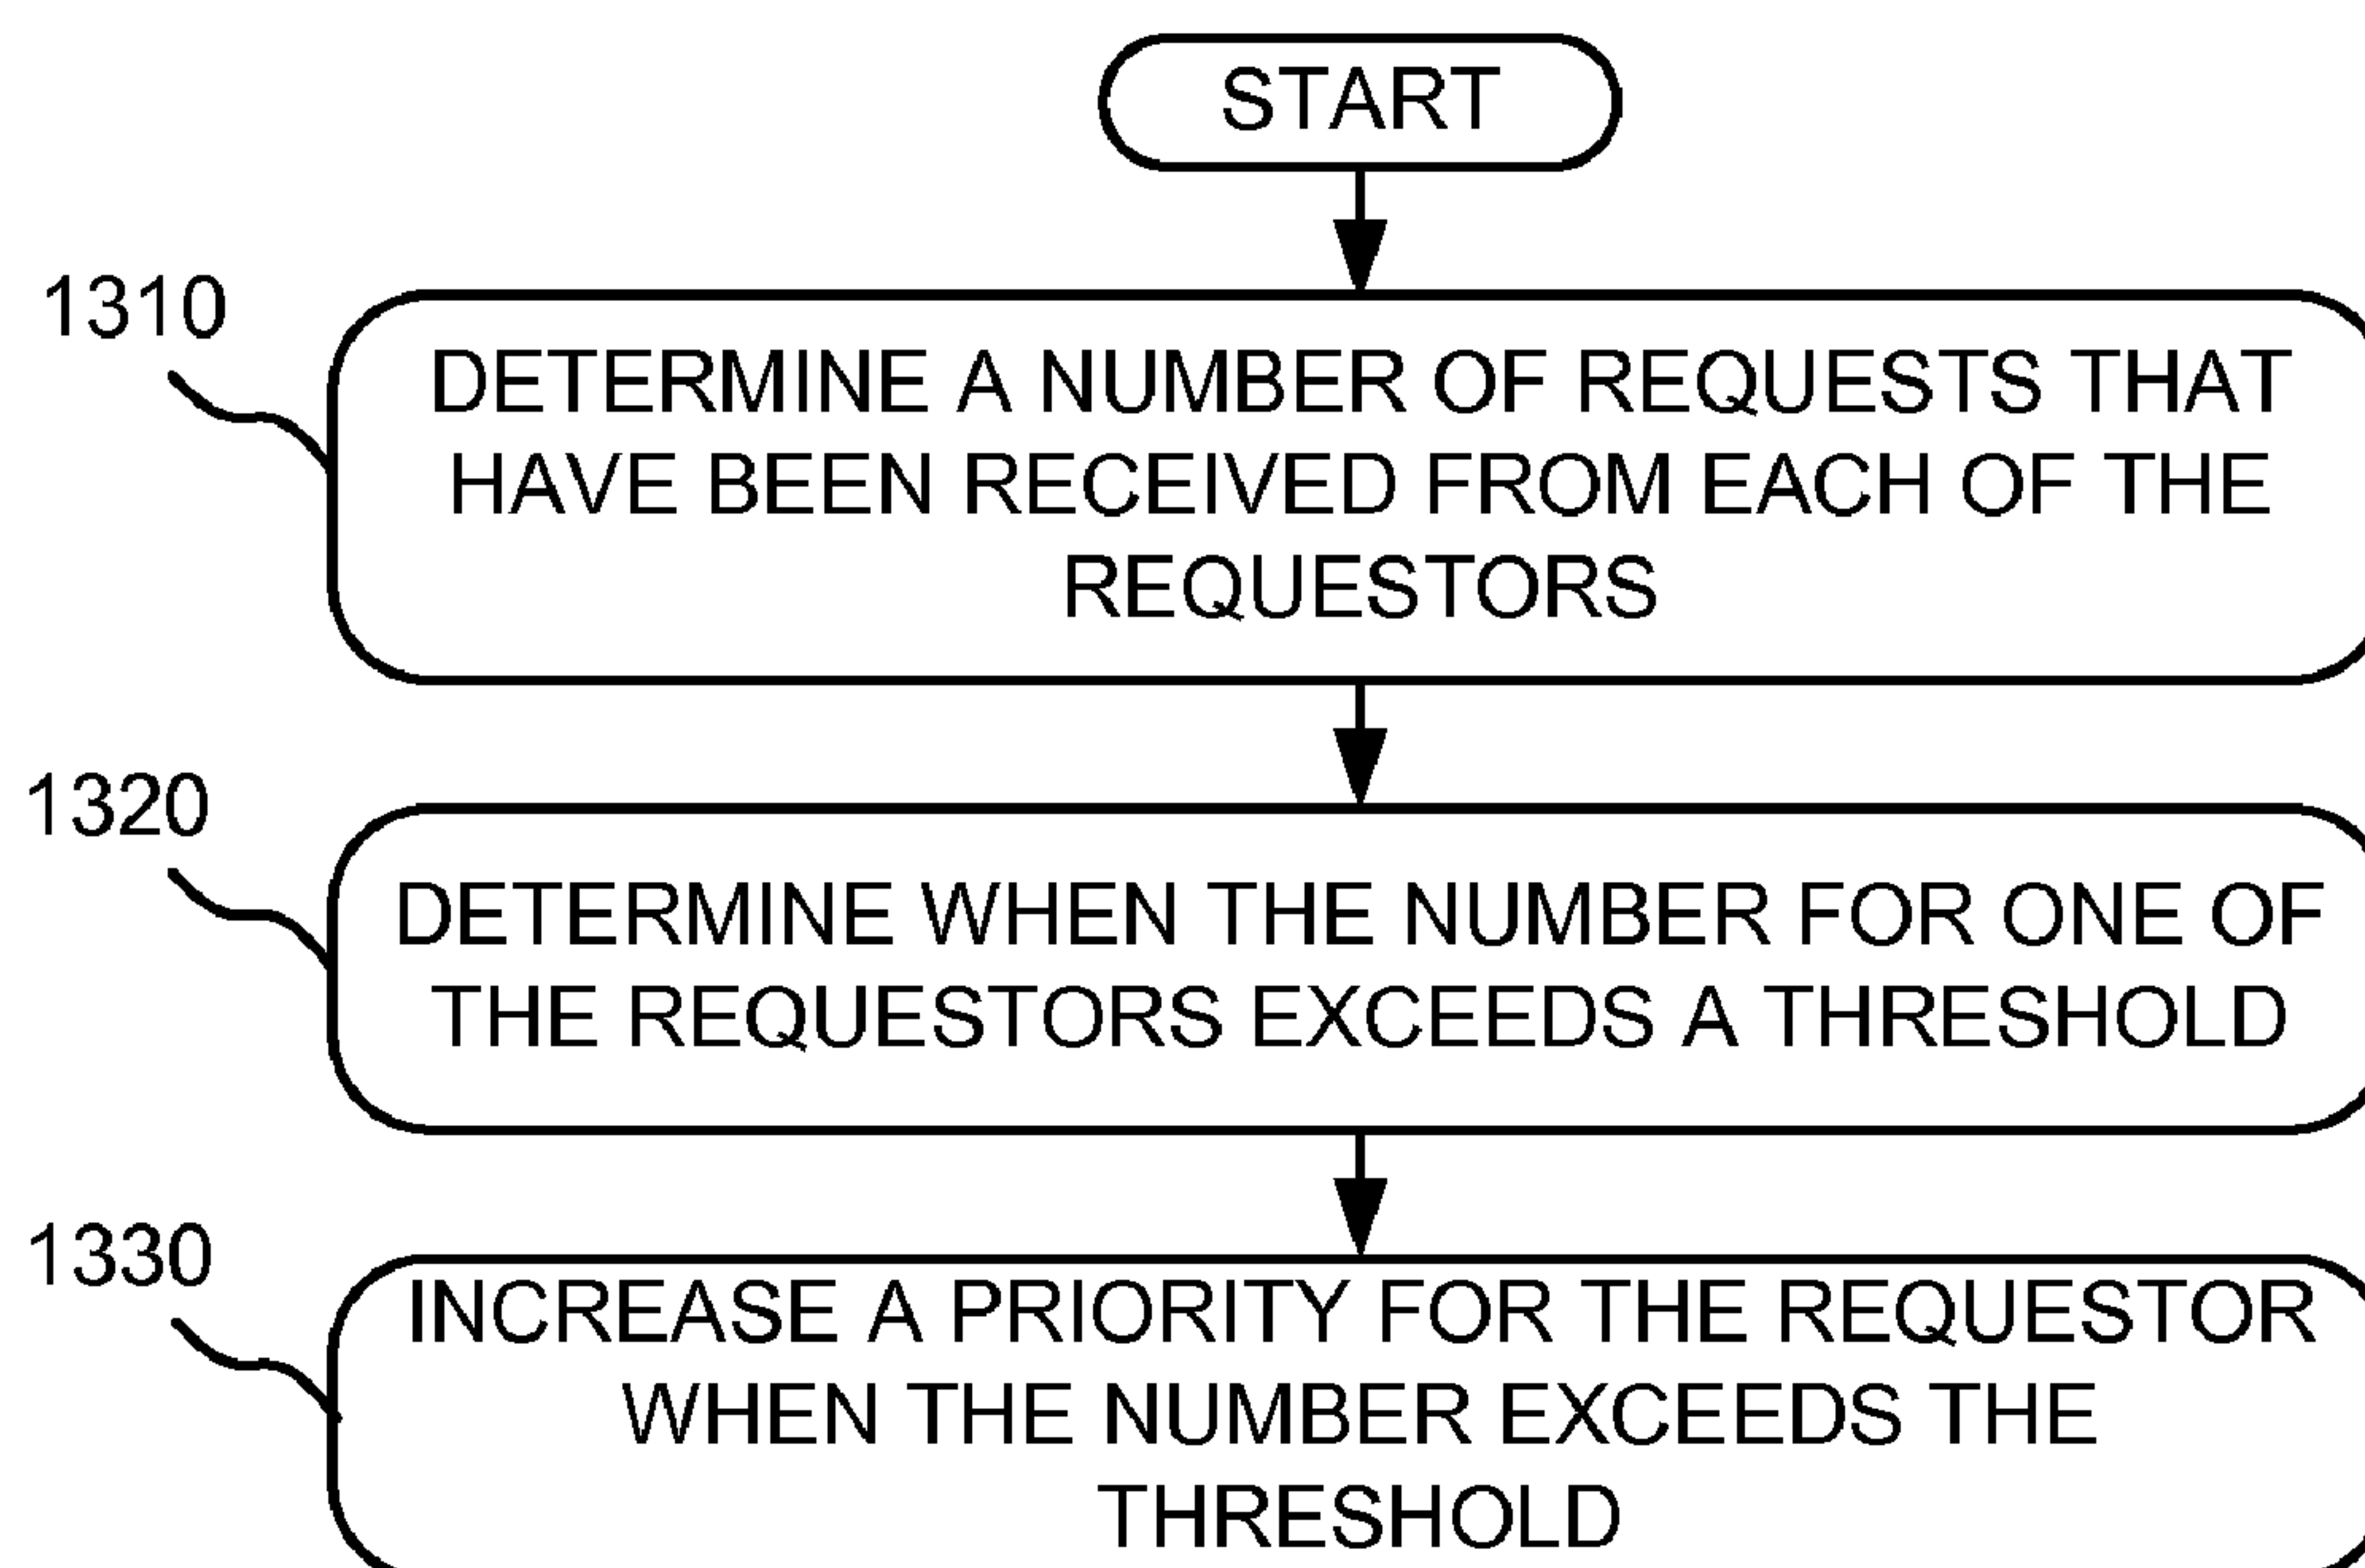 START
1310
DETERMINE A NUMBER OF REQUESTS THAT
HAVE BEEN RECEIVED FROM EACH OF THE
REQUESTORS
1320
DETERMINE WHEN THE NUMBER FOR ONE OF
THE REQUESTORS EXCEEDS A THRESHOLD
1330
INCREASE A PRIORITY FOR THE REQUESTOR
WHEN THE NUMBER EXCEEDS THE
THRESHOLD